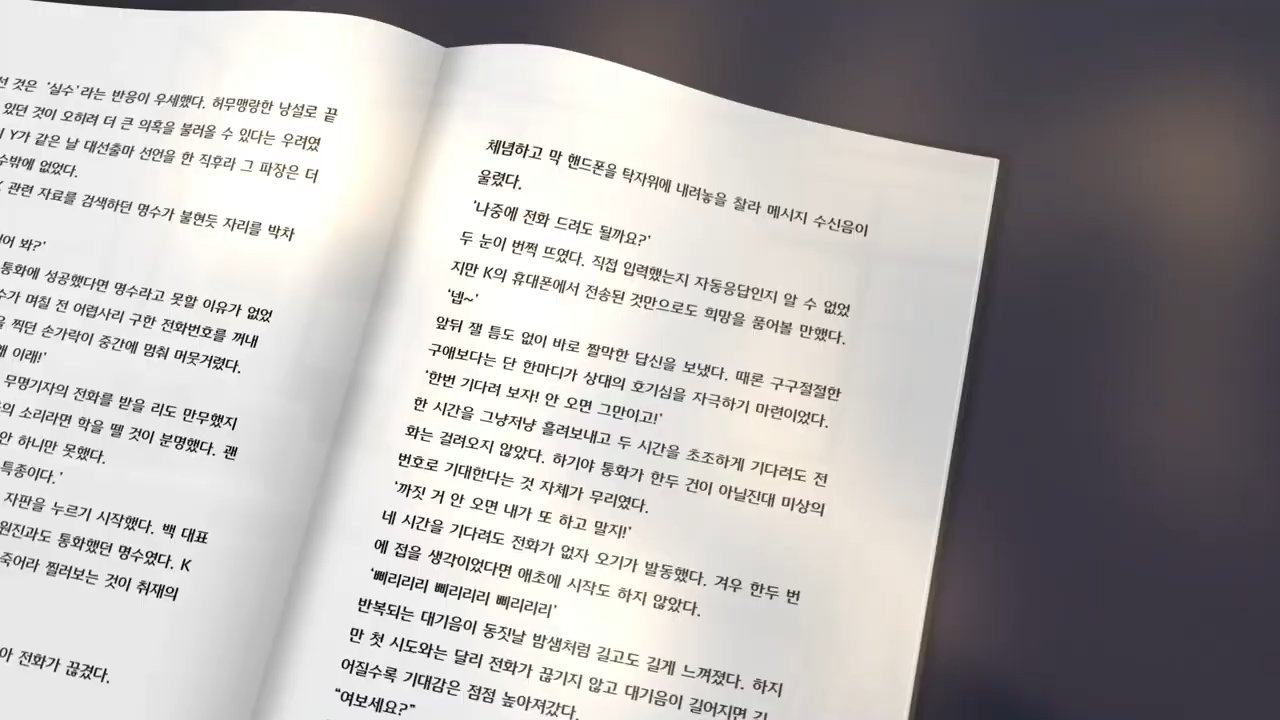 것은 '실수'라는 반응이 우세했다. 허무맹랑한 낭설로 끝
있던 것이 오히려 더 큰 의혹을 불러올 수 있다는 우려였
Y가 같은 날 대선출마 선언을 한 직후라 그 파장은 더
수밖에 없었다.
관련 자료를 검색하던 명수가 불현듯 자리를 박차
봐?'
통화에 성공했다면 명수라고 못할 이유가 없었
며칠 전 어렵사리 구한 전화번호를 꺼내
찍던 손가락이 중간에 멈춰 머뭇거렸다.
이래!'
무명기자의 전화를 받을 리도 만무했지
소리라면 학을 뗄 것이 분명했다. 괜
안 하니만 못했다.
특종이다.'
자판을 누르기 시작했다. 백 대표
통화했던 명수였다. K
죽어라 찔러보는 것이 취재의
전화가 끊겼다.
체념하고 막 핸드폰을 탁자위에 내려놓을 찰라 메시지 수신음이
울렸다.
'나중에 전화 드려도 될까요?'
두 눈이 번쩍 뜨였다. 직접 입력했는지 자동응답인지 알 수 없었
지만 K의 휴대폰에서 전송된 것만으로도 희망을 품어볼 만했다.
'넵~'
앞뒤 잴 틈도 없이 바로 짤막한 답신을 보냈다. 때론 구구절절한
구애보다는 단 한마디가 상대의 호기심을 자극하기 마련이었다.
'한번 기다려 보자! 안 오면 그만이고!'
한 시간을 그냥저냥 흘려보내고 두 시간을 초조하게 기다려도 전
화는 걸려오지 않았다. 하기야 통화가 한두 건이 아닐진대 미상의
번호로 기대한다는 것 자체가 무리였다.
'까짓 거 안 오면 내가 또 하고 말지!'
네 시간을 기다려도 전화가 없자 오기가 발동했다. 겨우 한두 번
에 접을 생각이었다면 애초에 시작도 하지 않았다.
'삐리리리 삐리리리 삐리리리'
반복되는 대기음이 동짓날 밤샘처럼 길고도 길게 느껴졌다. 하지
만 첫 시도와는 달리 전화가 끊기지 않고 대기음이 길어지면 길
어질수록 기대감은 점점 높아져갔다.
"여보세요?"